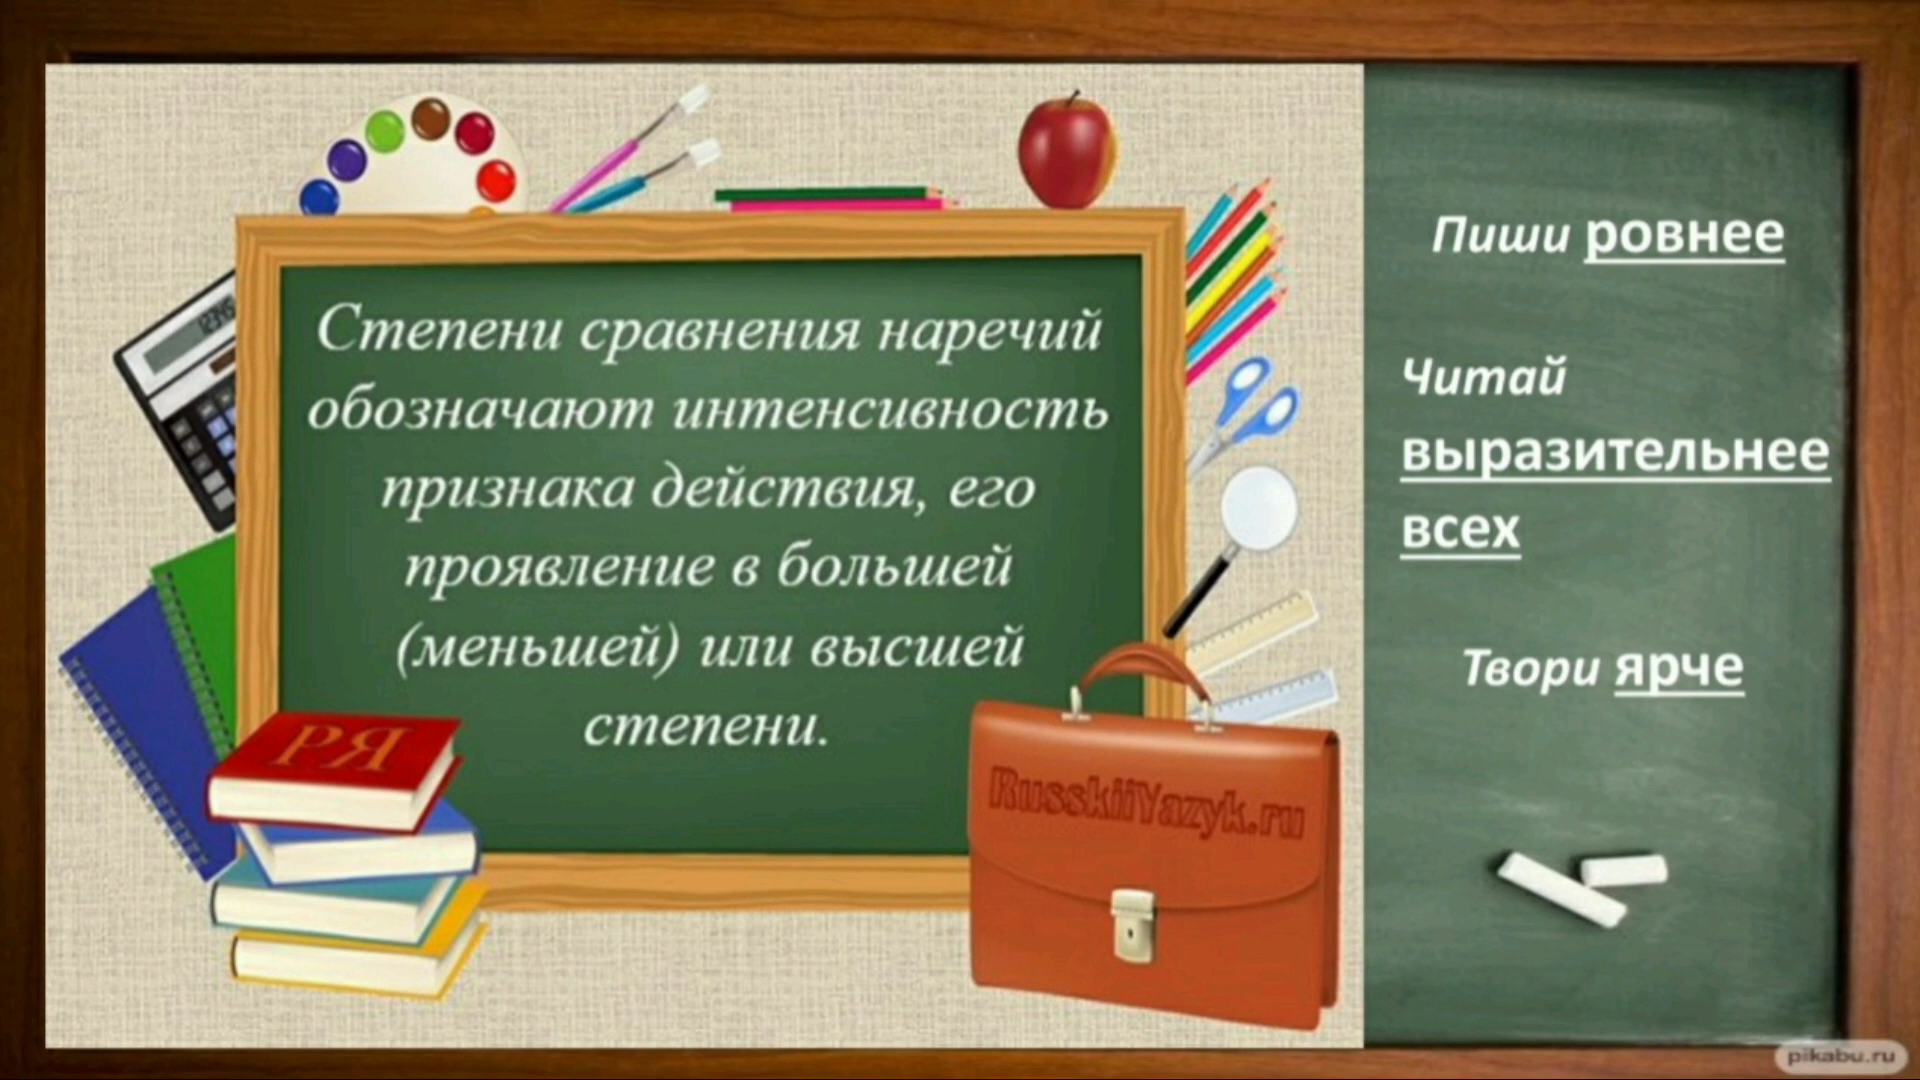 Степени сравнения наречий
обозначают интенсивность
признака действия, его
проявление в большей
(меньшей) или высшей
степени.
РЯ
RusskiiYazyk.ru
Пиши ровнее
Читай
выразительнее
всех
Твори ярче
pikabu.ru